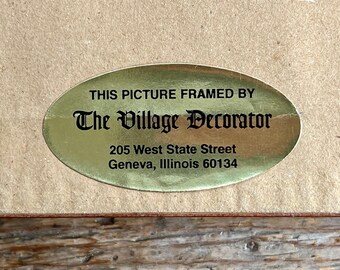 THIS PICTURE FRAMED BY
The Village Decorator
205 West State Street
Geneva, Illinois 60134